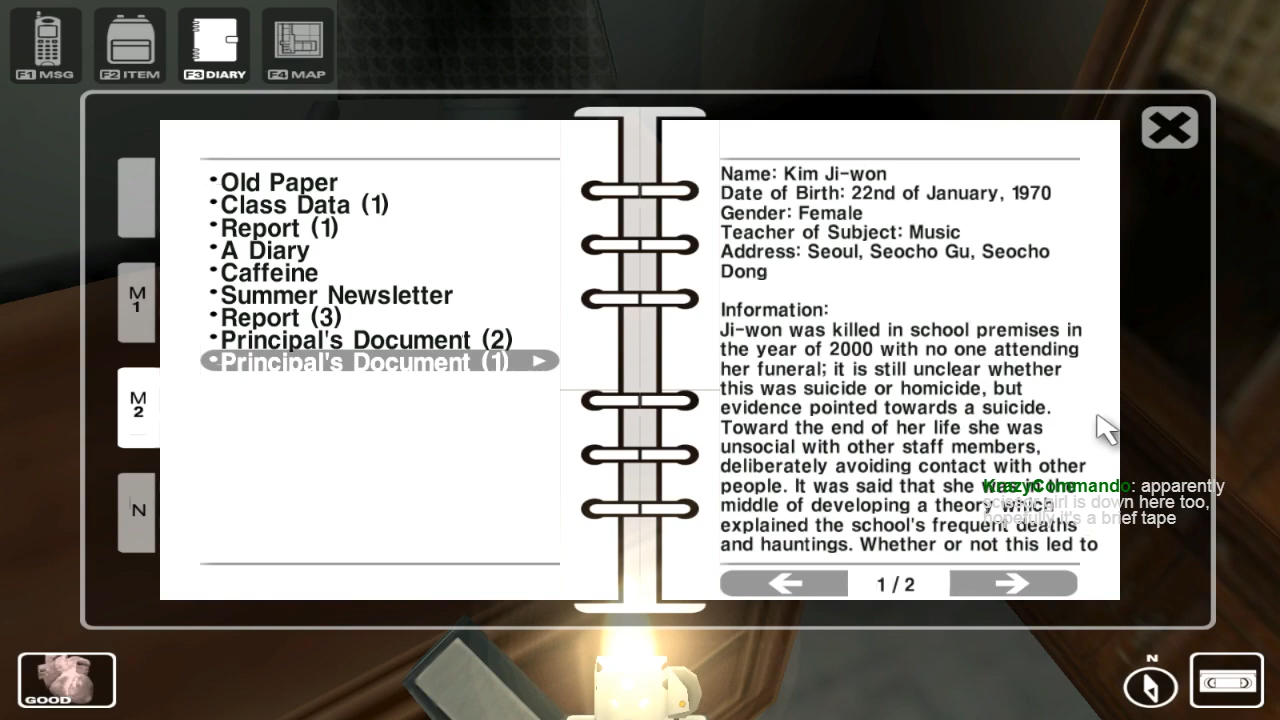 F1 MSG
F2 ITEM
F3 DIARY
F4 MAP
M
1
M
2
N
•Old Paper
•Class Data (1)
•Report (1)
•A Diary
•Caffeine
•Summer Newsletter
•Report (3)
•Principal's Document (2)
•Principal's Document (1)
Name: Kim Ji-won
Date of Birth: 22nd of January, 1970
Gender: Female
Teacher of Subject: Music
Address: Seoul, Seocho Gu, Seocho
Dong
Information:
Ji-won was killed in school premises in
the year of 2000 with no one attending
her funeral; it is still unclear whether
this was suicide or homicide, but
evidence pointed towards a suicide.
Toward the end of her life she was
unsocial with other staff members,
deliberately avoiding contact with other
people. It was said that she was in the
middle of developing a theory which
explained the school's frequent deaths
and hauntings. Whether or not this led to
1 / 2
KrazyCommando: apparently
scissor girl is down here too,
hopefully it's a brief tape
GOOD
N